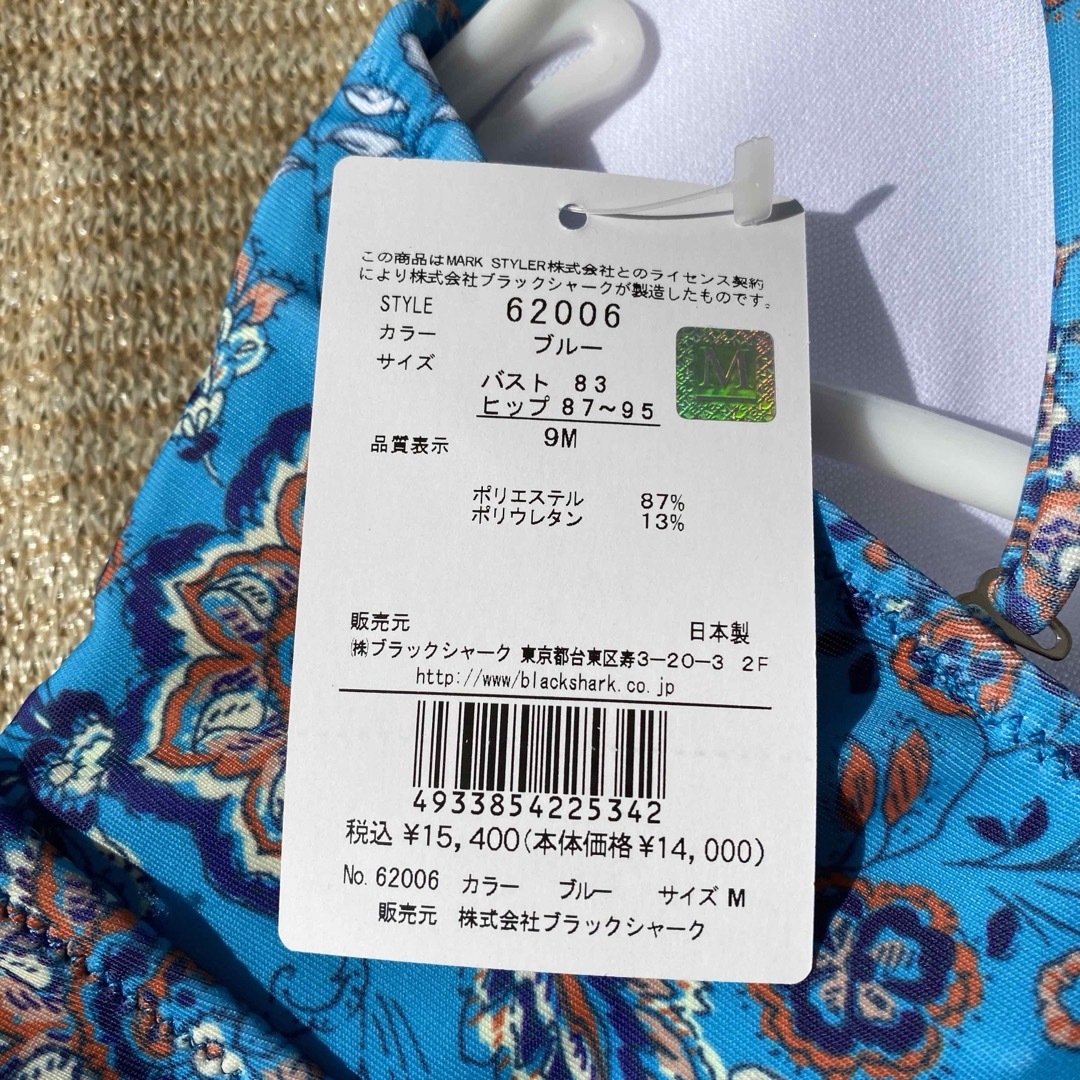 この商品はMARK STYLER株式会社とのライセンス契約
により株式会社ブラックシャークが製造したものです。
STYLE 62006
カラー ブルー
サイズ
バスト 83
ヒップ 87~95
9M
品質表示
ポリエステル 87%
ポリウレタン 13%
販売元 日本製
㈱ブラックシャーク 東京都台東区寿3-20-3 2F
http://www/blackshark.co.jp
4933854225342
税込 ¥15,400(本体価格¥14,000)
No.62006 カラー ブルー サイズ M
販売元 株式会社ブラックシャーク
M